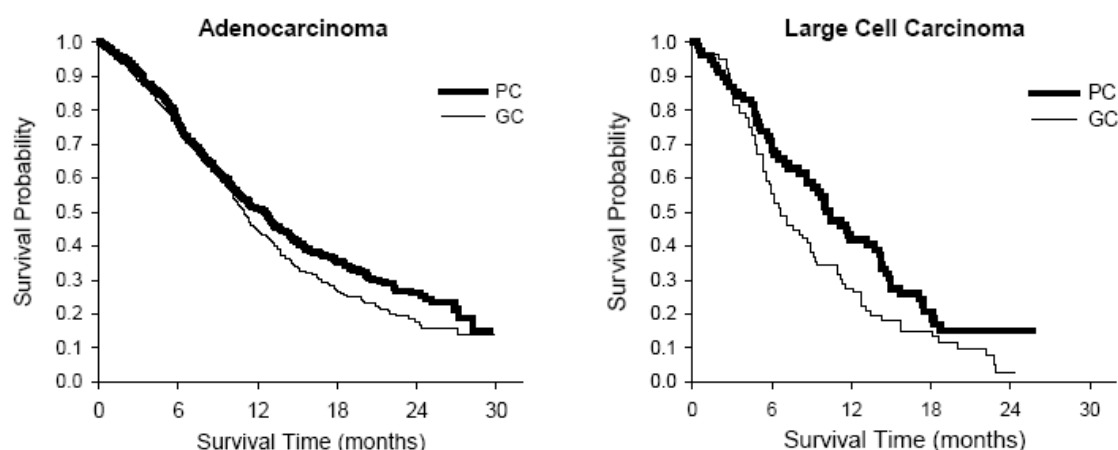 Adenocarcinoma
1.0
0.9
0.8
0.7
0.6
0.5
0.4
0.3
0.2
0.1
0.0
Survival Probability
PC
GC
0 6 12 18 24 30
Survival Time (months)
Large Cell Carcinoma
1.0
0.9
0.8
0.7
0.6
0.5
0.4
0.3
0.2
0.1
0.0
Survival Probability
PC
GC
0 6 12 18 24 30
Survival Time (months)